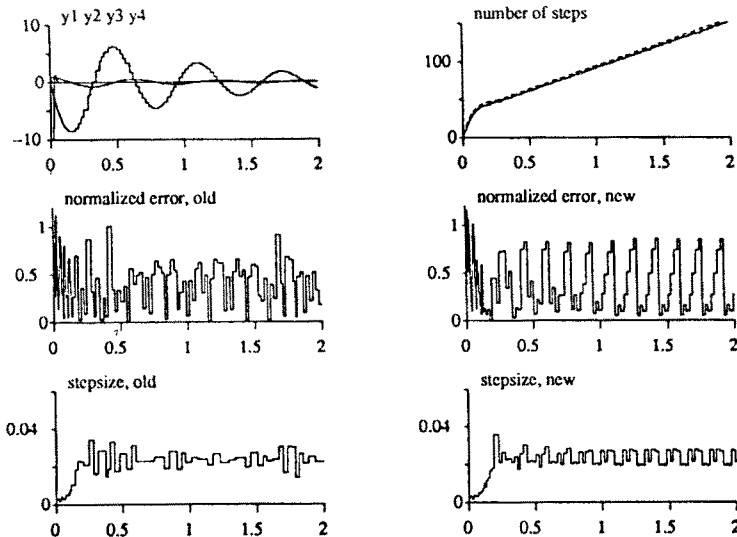 y1 y2 y3 y4
10
0
−10
0 0.5 1 1.5 2
number of steps
100
0
0 0.5 1 1.5 2
normalized error, old
1
0.5
0
0 0.5 1 1.5 2
normalized error, new
1
0.5
0
0 0.5 1 1.5 2
stepsize, old
0.04
0
0 0.5 1 1.5 2
stepsize, new
0.04
0
0 0.5 1 1.5 2